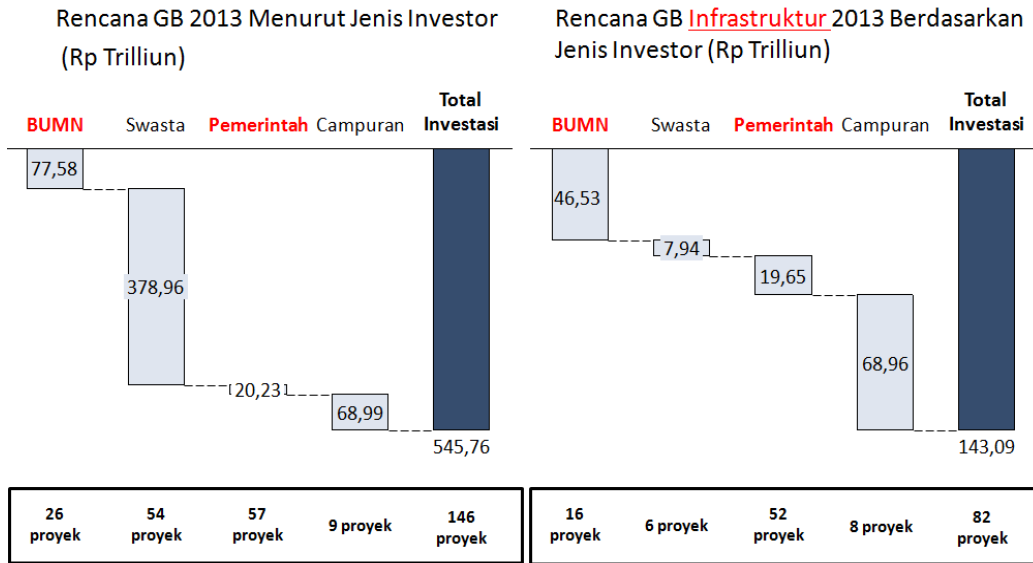 Rencana GB 2013 Menurut Jenis Investor
(Rp Trilliun)
BUMN
Swasta
Pemerintah
Campuran
Total
Investasi
77,58
378,96
20,23
68,99
545,76
26
proyek
54
proyek
57
proyek
9 proyek
146
proyek
Rencana GB Infrastruktur 2013 Berdasarkan
Jenis Investor (Rp Trilliun)
BUMN
Swasta
Pemerintah
Campuran
Total
Investasi
46,53
7,94
19,65
68,96
143,09
16
proyek
6 proyek
52
proyek
8 proyek
82
proyek